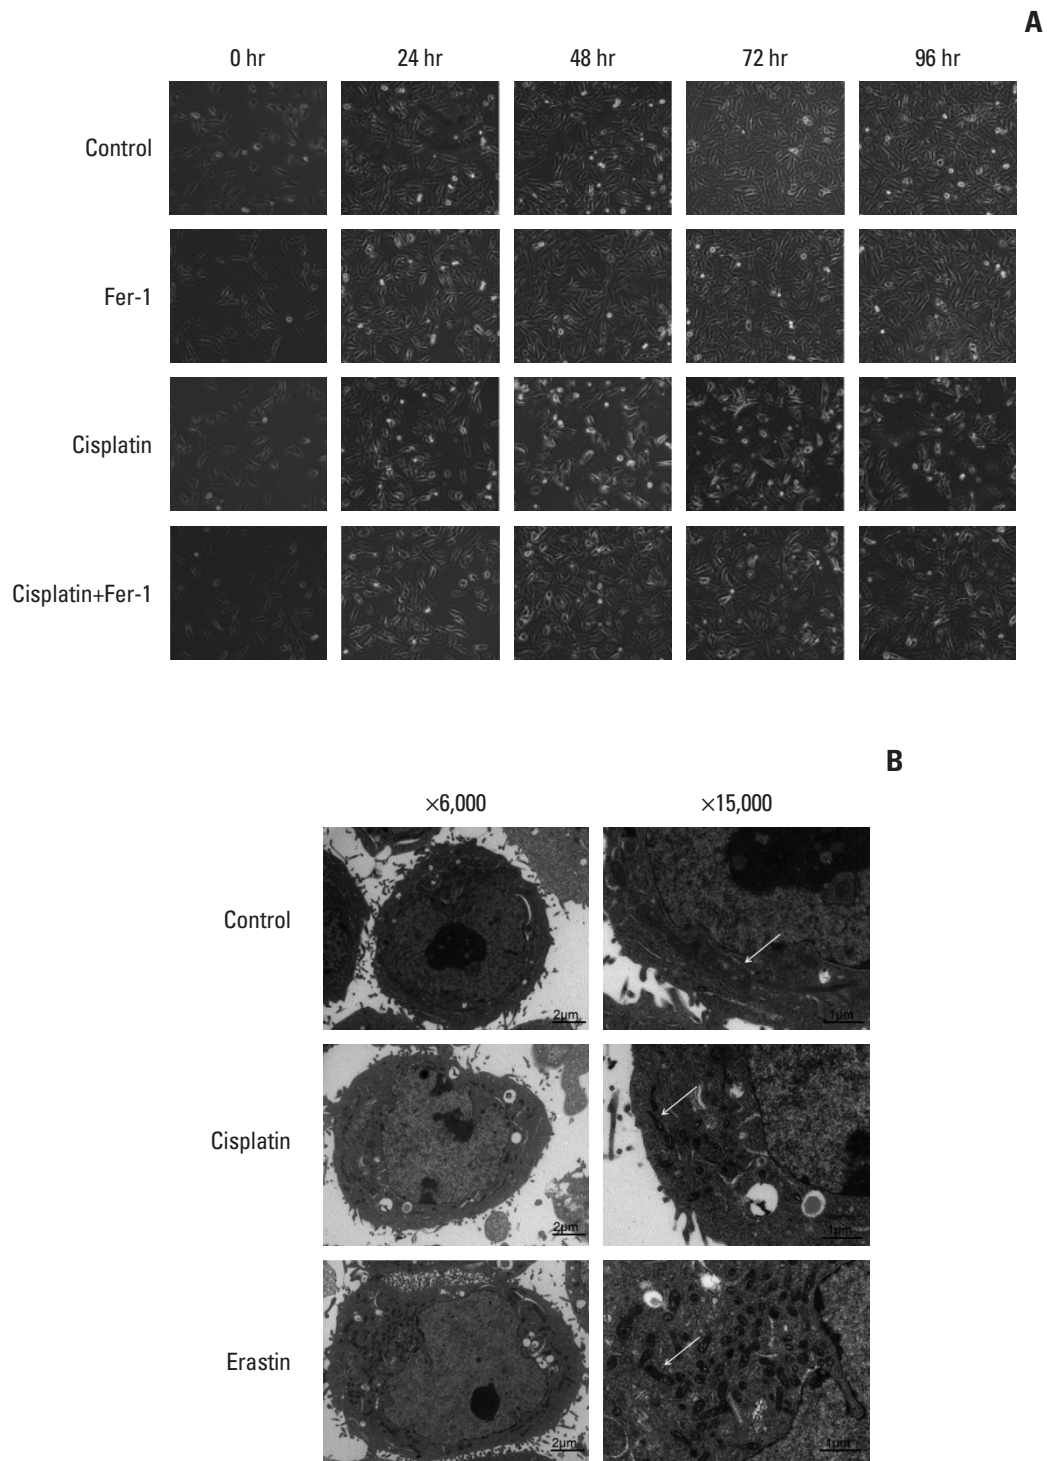 A
0 hr 24 hr 48 hr 72 hr 96 hr
Control
Fer-1
Cisplatin
Cisplatin+Fer-1
B
×6,000 ×15,000
Control
2μm 1μm
Cisplatin
2μm 1μm
Erastin
2μm 1μm